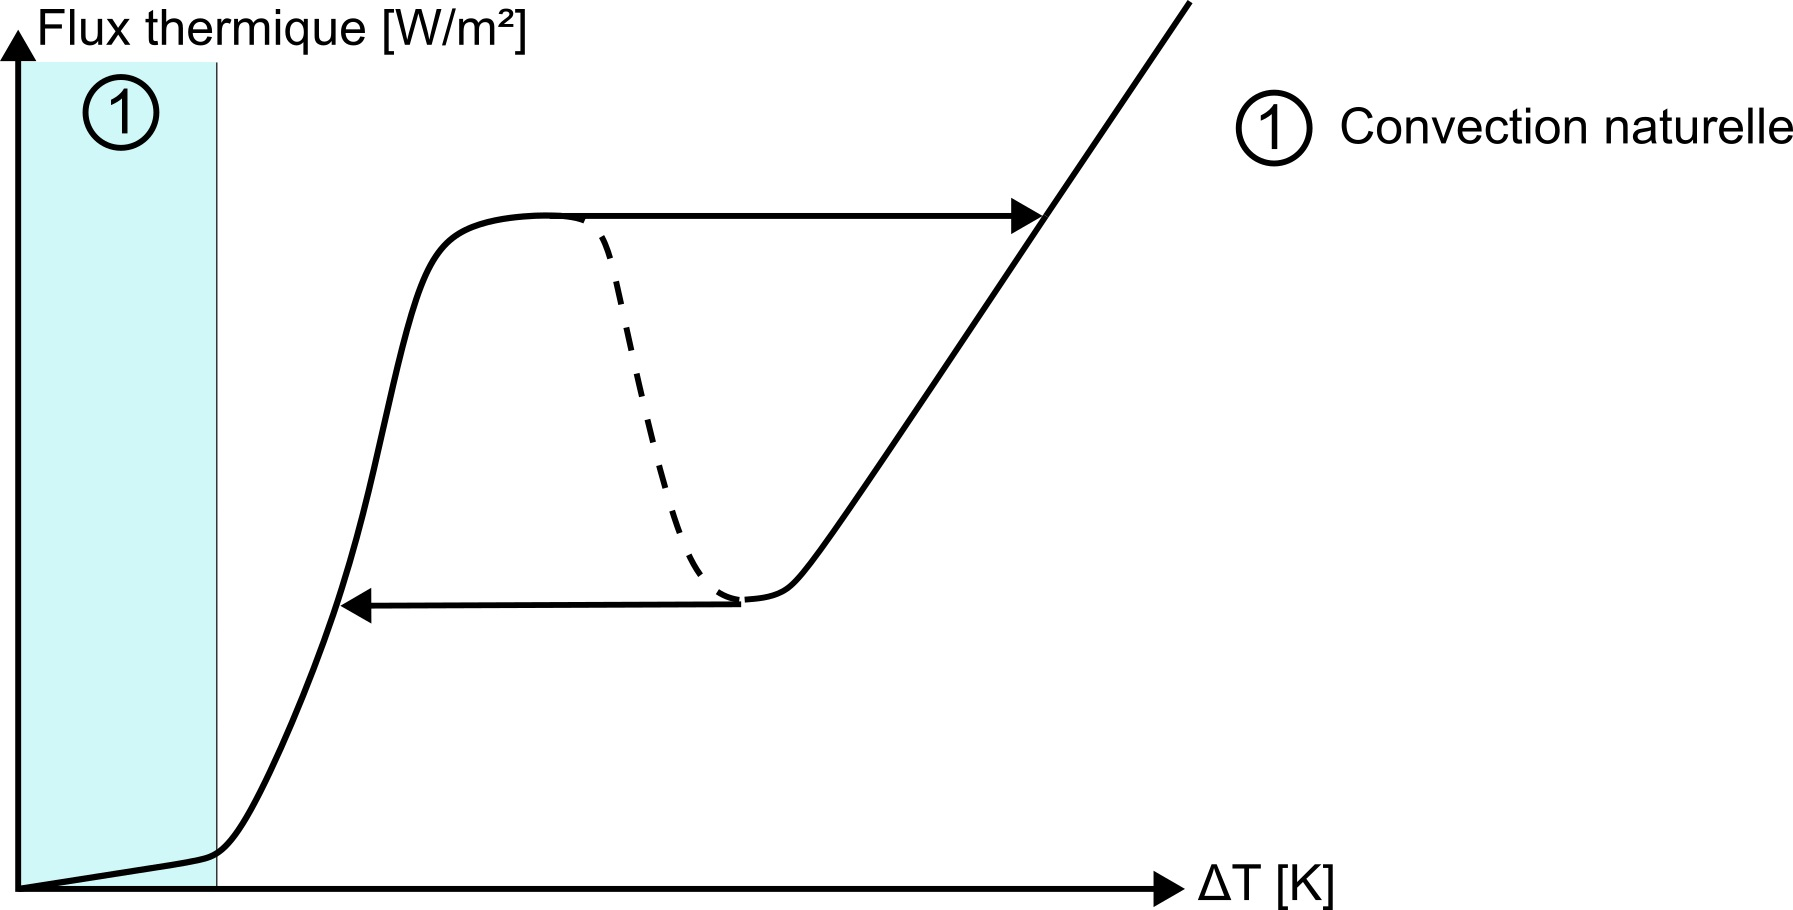 Flux thermique [W/m²]
1
1 Convection naturelle
ΔT [K]